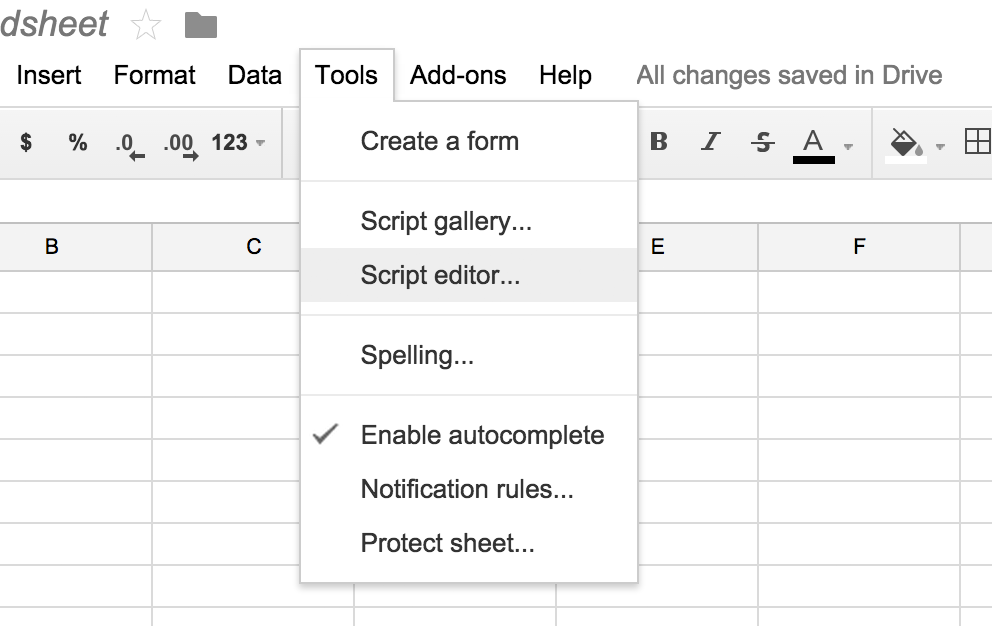 dsheet
Insert Format Data Tools Add-ons Help All changes saved in Drive
$ % .0 .00 123 B I S A
Create a form
Script gallery...
B C E F
Script editor...
Spelling...
Enable autocomplete
Notification rules...
Protect sheet...